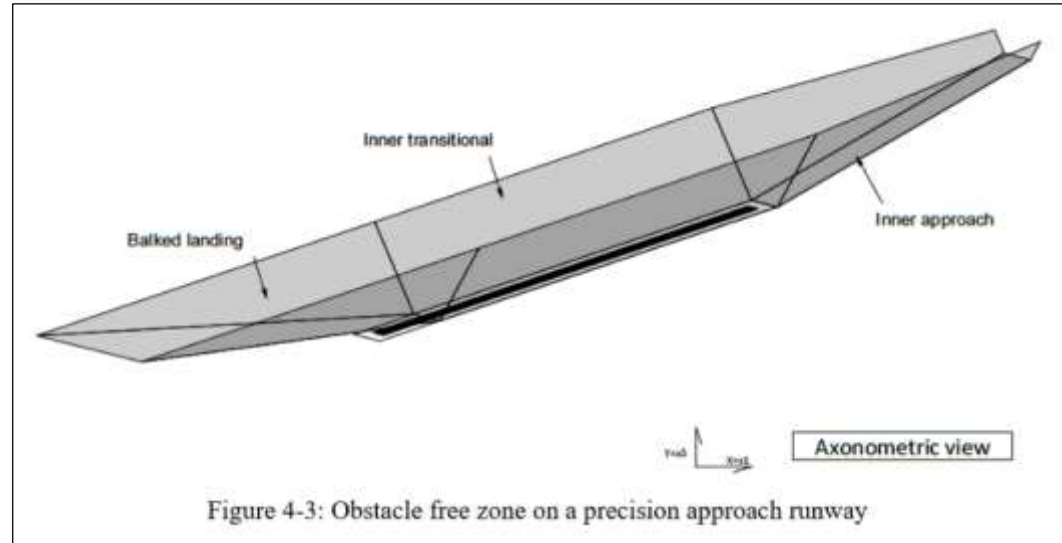 Inner transitional
Balked landing
Inner approach
Axonometric view
Figure 4-3: Obstacle free zone on a precision approach runway